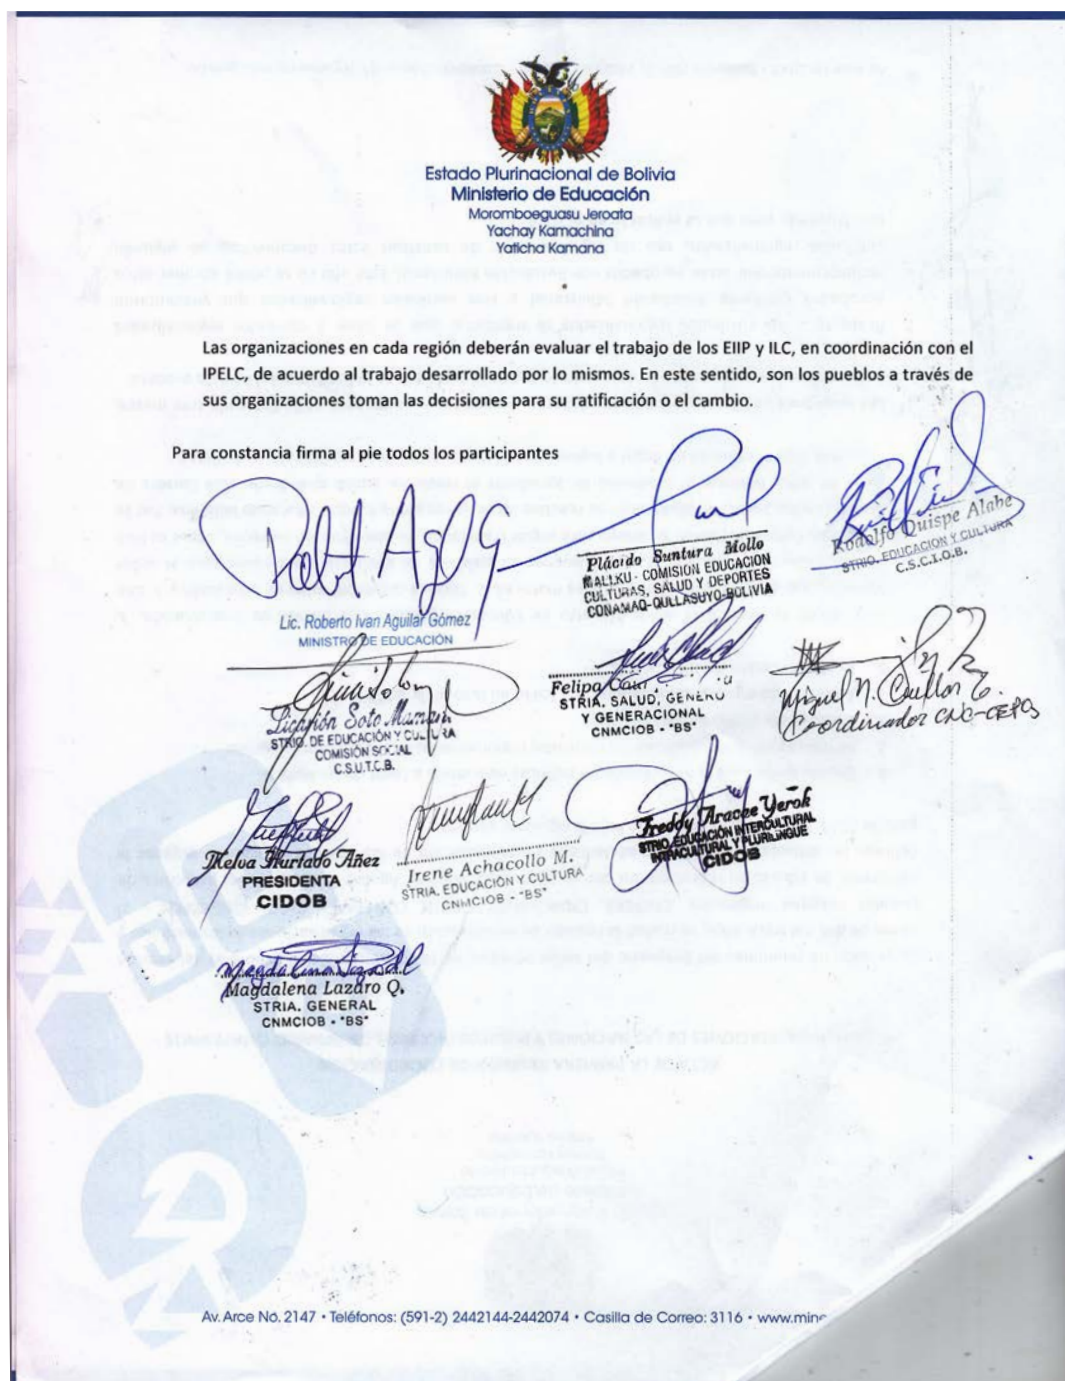 Estado Plurinacional de Bolivia
Ministerio de Educación
Moromboeguasu Jeroata
Yachay Kamachina
Yaticha Kamana
Las organizaciones en cada región deberán evaluar el trabajo de los EIIP y ILC, en coordinación con el
IPELC, de acuerdo al trabajo desarrollado por lo mismos. En este sentido, son los pueblos a través de
sus organizaciones toman las decisiones para su ratificación o el cambio.
Para constancia firma al pie todos los participantes
Lic. Roberto Ivan Aguilar Gómez
MINISTRO DE EDUCACIÓN
Plácido Suntura Mollo
MALLKU - COMISION EDUCACION
CULTURAS, SALUD Y DEPORTES
CONAMAQ-QULLASUYO-BOLIVIA
Rodolfo Quispe Alabe
STRIO. EDUCACION Y CULTURA
C.S.C.I.O.B.
Soto Mamani
STRIO. DE EDUCACIÓN Y CULTURA
COMISIÓN SOCIAL
C.S.U.T.C.B.
Felipa
STRIA. SALUD, GENERO
Y GENERACIONAL
CNMCIOB - "BS"
Miguel
Coordinador CNC-CEPOs
Melva Hurtado Añez
PRESIDENTA
CIDOB
Irene Achacollo M.
STRIA. EDUCACIÓN Y CULTURA
CNMCIOB - "BS"
Freddy Aracee Yerok
STRIO. EDUCACIÓN INTERCULTURAL
INTRACULTURAL Y PLURILINGUE
CIDOB
Magdalena Lazaro Q.
STRIA. GENERAL
CNMCIOB - "BS"
Av. Arce No. 2147 • Teléfonos: (591-2) 2442144-2442074 • Casilla de Correo: 3116 •